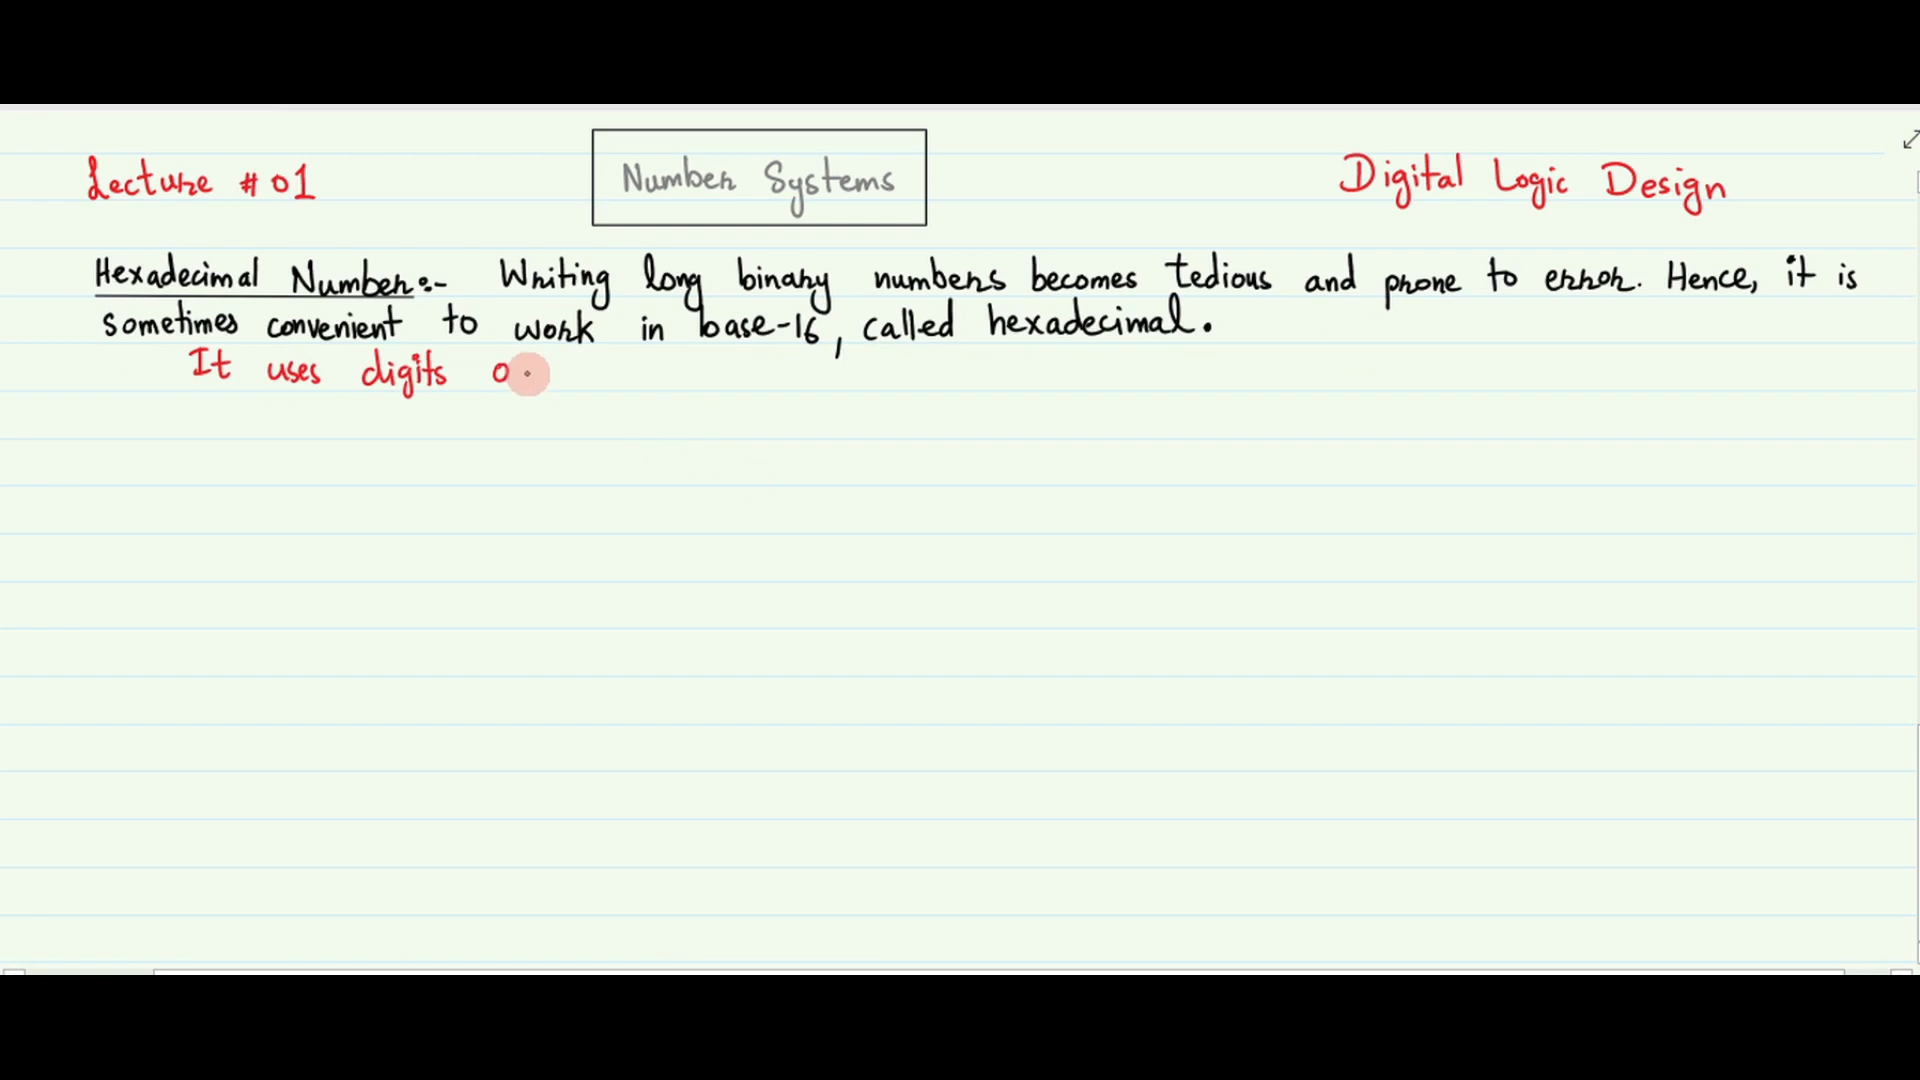 Lecture # 01
Number Systems
Digital Logic Design
Hexadecimal Number:- Writing long binary numbers becomes tedious and prone to error. Hence, it is
sometimes convenient to work in base-16, called hexadecimal.
It uses digits 0